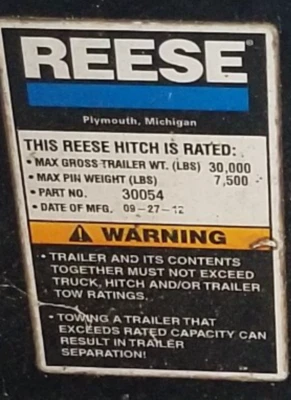 REESE®
Plymouth, Michigan
THIS REESE HITCH IS RATED:
• MAX GROSS TRAILER WT. (LBS) 30,000
• MAX PIN WEIGHT (LBS) 7,500
• PART NO. 30054
• DATE OF MFG. 09-27-12
WARNING
• TRAILER AND ITS CONTENTS
TOGETHER MUST NOT EXCEED
TRUCK, HITCH AND/OR TRAILER
TOW RATINGS.
• TOWING A TRAILER THAT
EXCEEDS RATED CAPACITY CAN
RESULT IN TRAILER
SEPARATION!